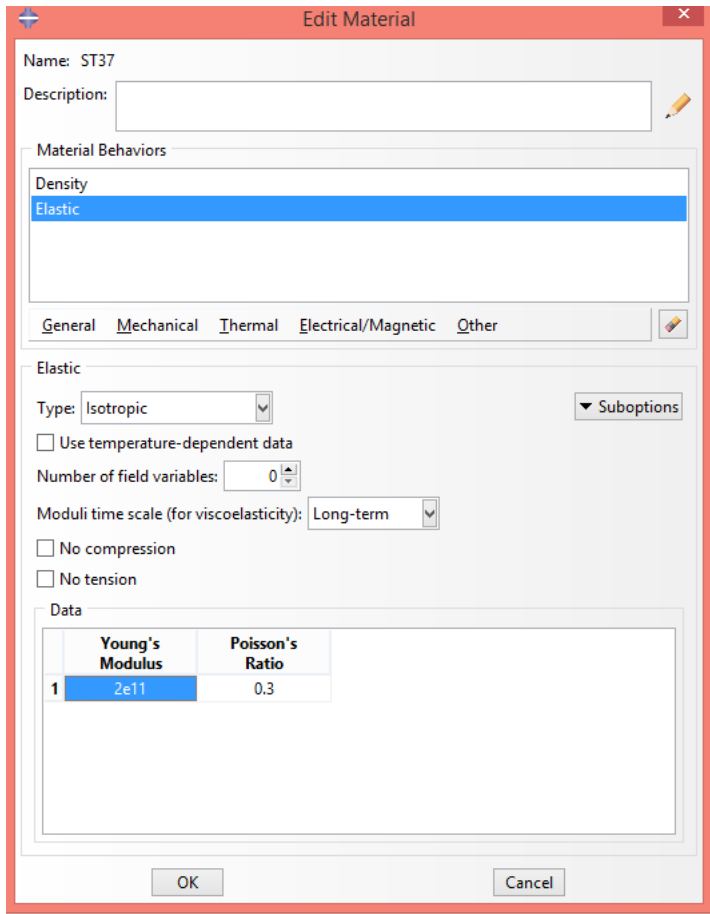 Edit Material
Name: ST37
Description:
Material Behaviors
Density
Elastic
General Mechanical Thermal Electrical/Magnetic Other
Elastic
Type: Isotropic Suboptions
Use temperature-dependent data
Number of field variables: 0
Moduli time scale (for viscoelasticity): Long-term
No compression
No tension
Data
Young's Poisson's
Modulus Ratio
1 2e11 0.3
OK Cancel